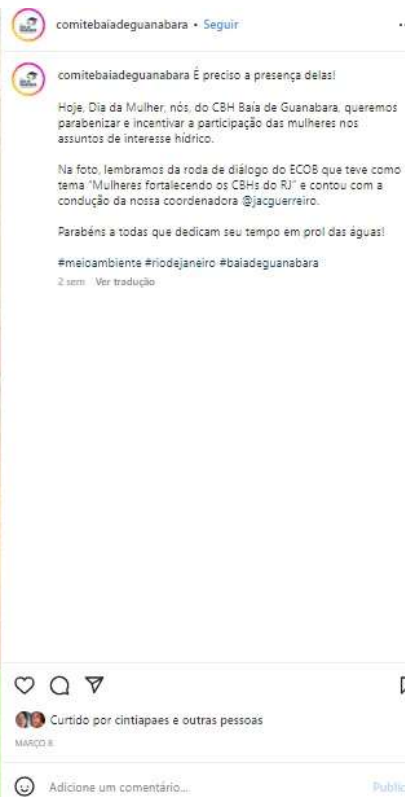 comitebaiadeguanabara • Seguir
comitebaiadeguanabara É preciso a presença delas!
Hoje, Dia da Mulher, nós, do CBH Baía de Guanabara, queremos
parabenizar e incentivar a participação das mulheres nos
assuntos de interesse hídrico.
Na foto, lembramos da roda de diálogo do ECOB que teve como
tema "Mulheres fortalecendo os CBHs do RJ" e contou com a
condução da nossa coordenadora @jacguerreiro.
Parabéns a todas que dedicam seu tempo em prol das águas!
#meioambiente #riodejaneiro #baiadeguanabara
2 sem Ver tradução
Curtido por cintiapaes e outras pessoas
MARÇO 8
Adicione um comentário...
Public